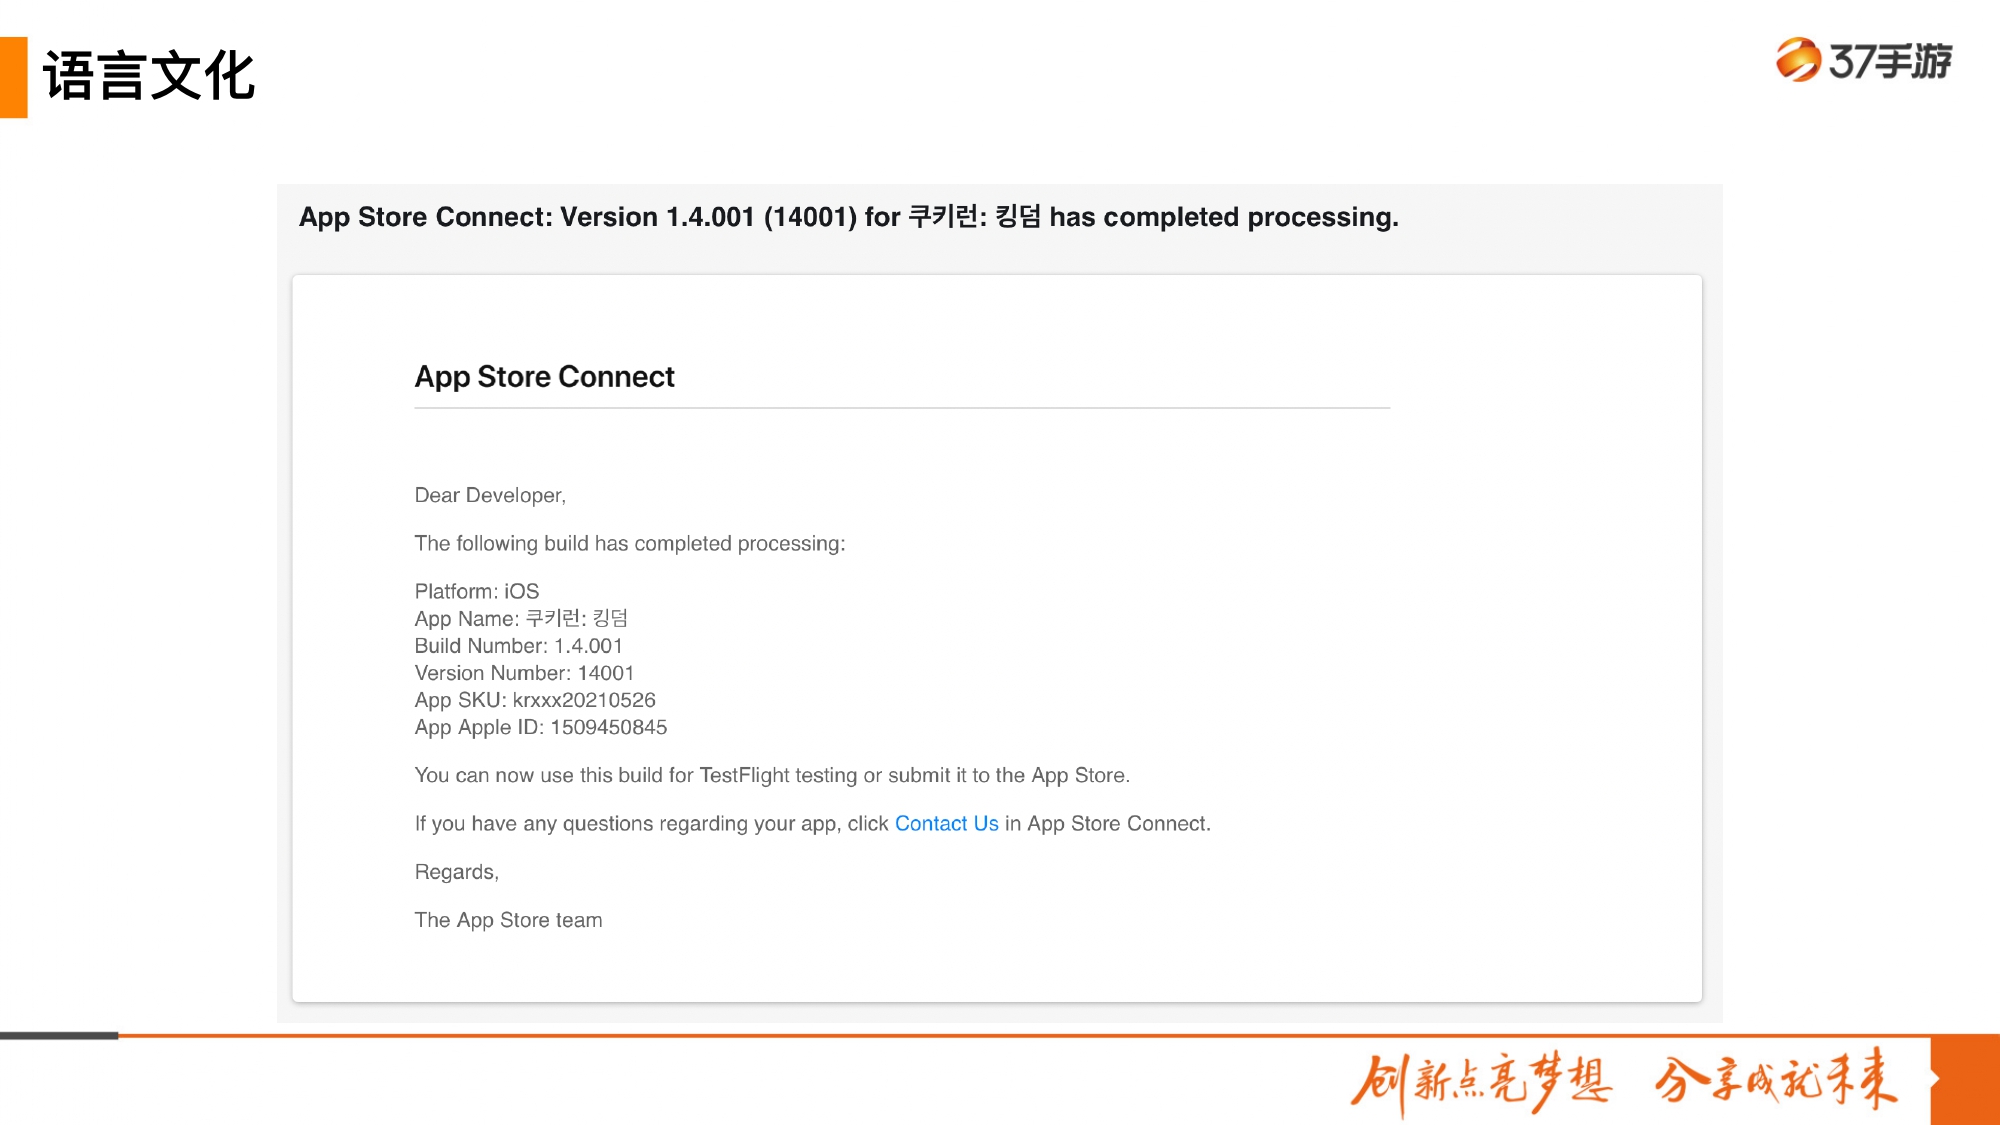 语言文化
37手游
App Store Connect: Version 1.4.001 (14001) for 쿠키런: 킹덤 has completed processing.
App Store Connect
Dear Developer,
The following build has completed processing:
Platform: iOS
App Name: 쿠키런: 킹덤
Build Number: 1.4.001
Version Number: 14001
App SKU: krxxx20210526
App Apple ID: 1509450845
You can now use this build for TestFlight testing or submit it to the App Store.
If you have any questions regarding your app, click Contact Us in App Store Connect.
Regards,
The App Store team
创新点亮梦想 分享成就未来